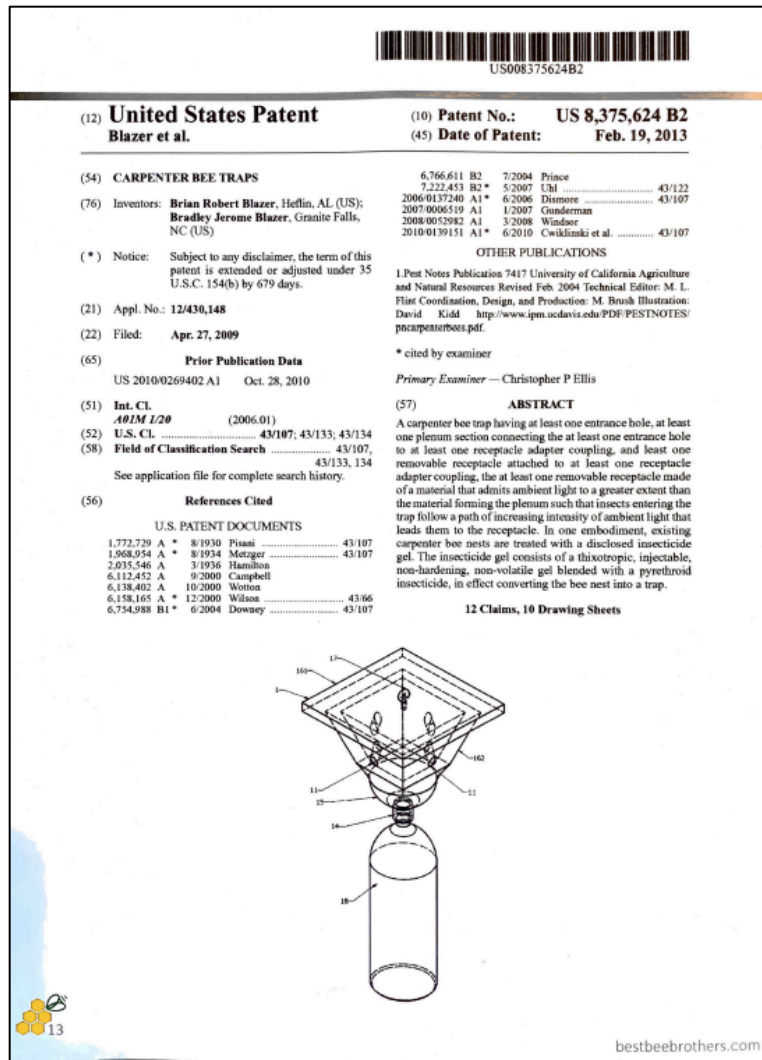 US008375624B2
(12) United States Patent
Blazer et al.
(10) Patent No.: US 8,375,624 B2
(45) Date of Patent: Feb. 19, 2013
(54) CARPENTER BEE TRAPS
(76) Inventors: Brian Robert Blazer, Heflin, AL (US);
Bradley Jerome Blazer, Granite Falls,
NC (US)
( * ) Notice: Subject to any disclaimer, the term of this
patent is extended or adjusted under 35
U.S.C. 154(b) by 679 days.
(21) Appl. No.: 12/430,148
(22) Filed: Apr. 27, 2009
(65) Prior Publication Data
US 2010/0269402 A1 Oct. 28, 2010
(51) Int. Cl.
A01M 1/20 (2006.01)
(52) U.S. Cl. .......................... 43/107; 43/133; 43/134
(58) Field of Classification Search .................. 43/107,
43/133, 134
See application file for complete search history.
(56) References Cited
U.S. PATENT DOCUMENTS
1,772,729 A * 8/1930 Pisani ........................ 43/107
1,968,954 A * 8/1934 Metzger ..................... 43/107
2,035,546 A 3/1936 Hamilton
6,112,452 A 9/2000 Campbell
6,138,402 A 10/2000 Wotton
6,158,165 A * 12/2000 Wilson ........................ 43/66
6,754,988 B1 * 6/2004 Downey ...................... 43/107
6,766,611 B2 7/2004 Prince
7,222,453 B2 * 5/2007 Uhl ............................ 43/122
2006/0137240 A1 * 6/2006 Dismore ..................... 43/107
2007/0006519 A1 1/2007 Gunderman
2008/0052982 A1 3/2008 Windsor
2010/0139151 A1 * 6/2010 Cwiklinski et al. ............ 43/107
OTHER PUBLICATIONS
1.Pest Notes Publication 7417 University of California Agriculture
and Natural Resources Revised Feb. 2004 Technical Editor: M. L.
Flint Coordination, Design, and Production: M. Brush Illustration:
David Kidd http://www.ipm.ucdavis.edu/PDF/PESTNOTES/
pncarpenterbees.pdf.
* cited by examiner
Primary Examiner — Christopher P Ellis
(57) ABSTRACT
A carpenter bee trap having at least one entrance hole, at least
one plenum section connecting the at least one entrance hole
to at least one receptacle adapter coupling, and least one
removable receptacle attached to at least one receptacle
adapter coupling, the at least one removable receptacle made
of a material that admits ambient light to a greater extent than
the material forming the plenum such that insects entering the
trap follow a path of increasing intensity of ambient light that
leads them to the receptacle. In one embodiment, existing
carpenter bee nests are treated with a disclosed insecticide
gel. The insecticide gel consists of a thixotropic, injectable,
non-hardening, non-volatile gel blended with a pyrethroid
insecticide, in effect converting the bee nest into a trap.
12 Claims, 10 Drawing Sheets
17
161
1
162
11
11
15
14
18
13
bestbeebrothers.com